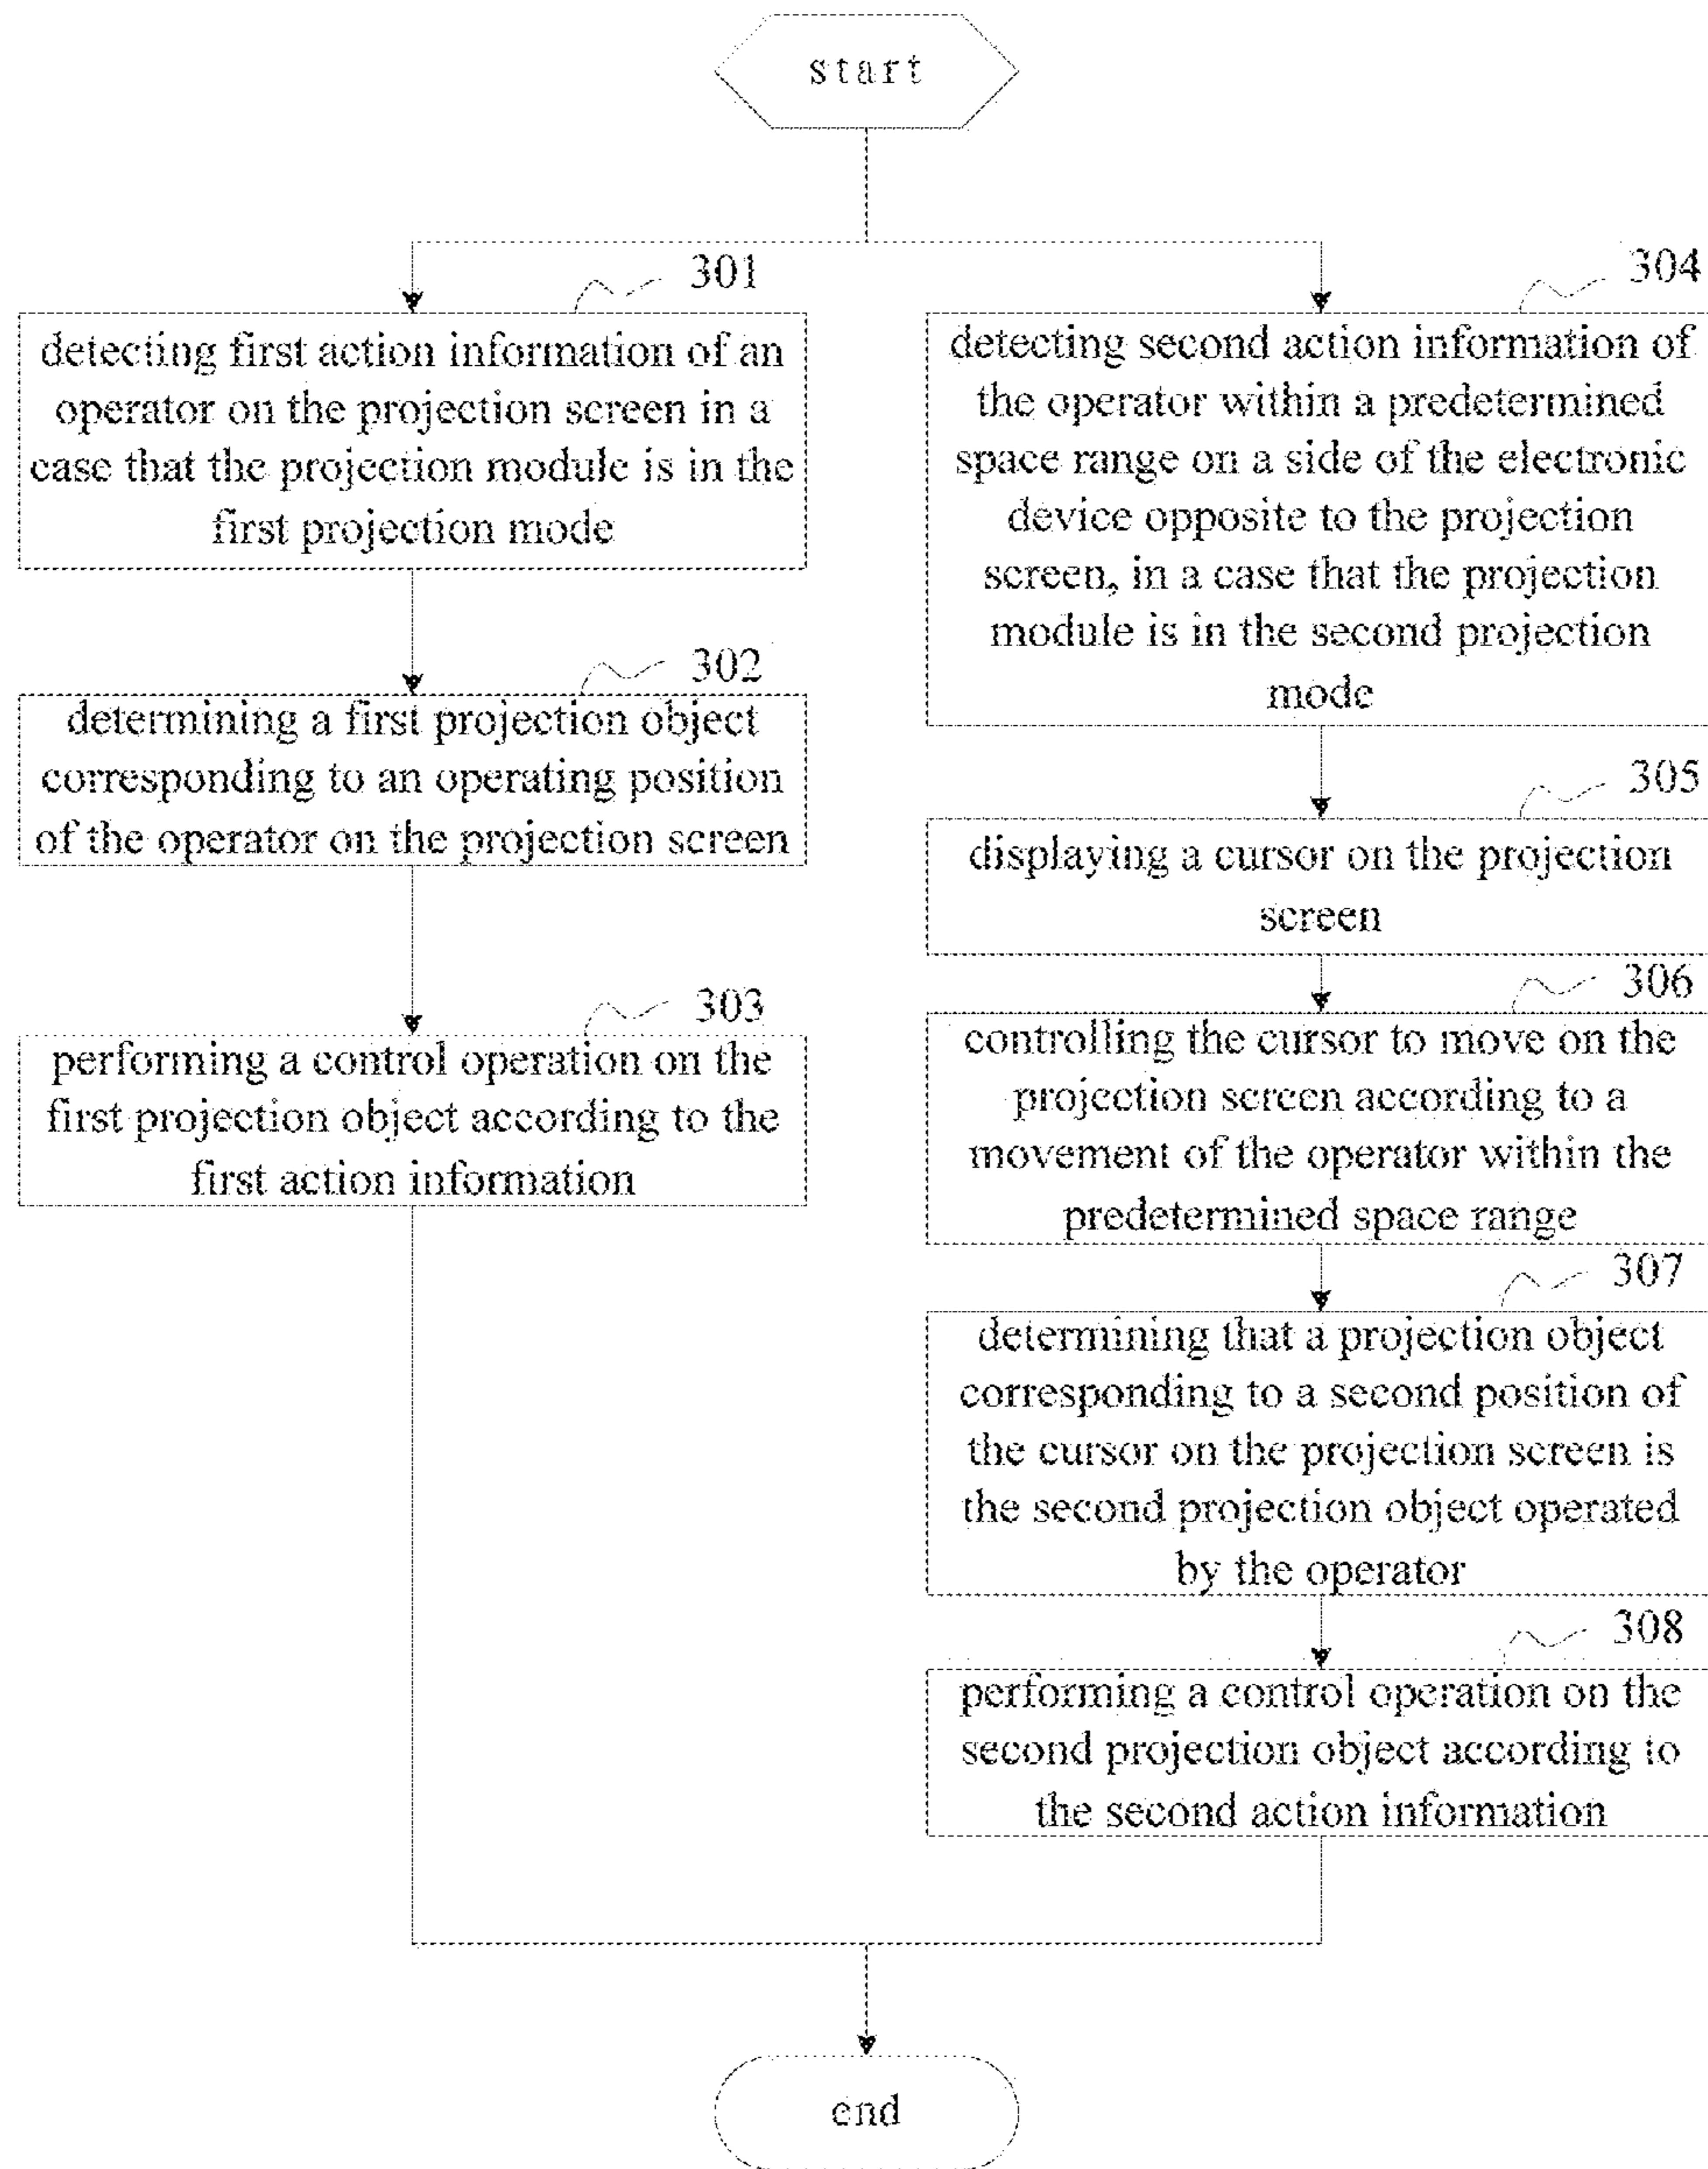 start
301
detecting first action information of an
operator on the projection screen in a
case that the projection module is in the
first projection mode
302
determining a first projection object
corresponding to an operating position
of the operator on the projection screen
303
performing a control operation on the
first projection object according to the
first action information
304
detecting second action information of
the operator within a predetermined
space range on a side of the electronic
device opposite to the projection
screen, in a case that the projection
module is in the second projection
mode
305
displaying a cursor on the projection
screen
306
controlling the cursor to move on the
projection screen according to a
movement of the operator within the
predetermined space range
307
determining that a projection object
corresponding to a second position of
the cursor on the projection screen is
the second projection object operated
by the operator
308
performing a control operation on the
second projection object according to
the second action information
end